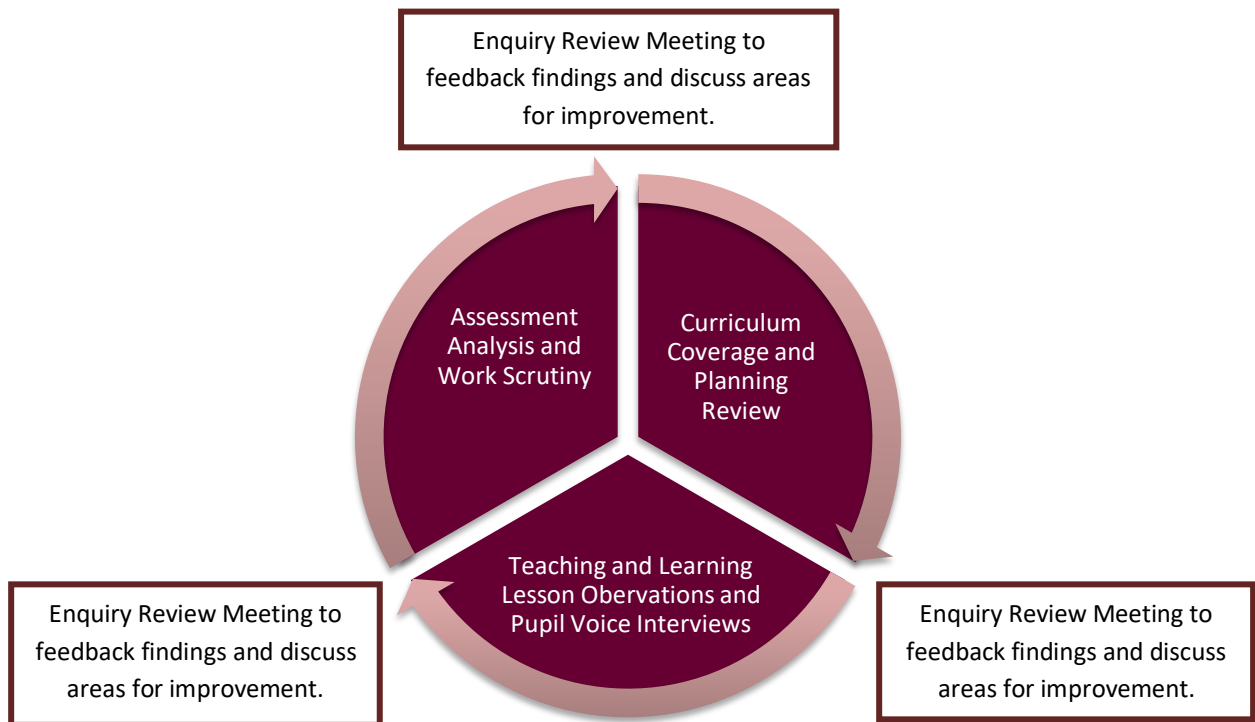 Enquiry Review Meeting to
feedback findings and discuss areas
for improvement.
Assessment
Analysis and
Work Scrutiny
Curriculum
Coverage and
Planning
Review
Teaching and Learning
Lesson Obervations and
Pupil Voice Interviews
Enquiry Review Meeting to
feedback findings and discuss
areas for improvement.
Enquiry Review Meeting to
feedback findings and discuss
areas for improvement.